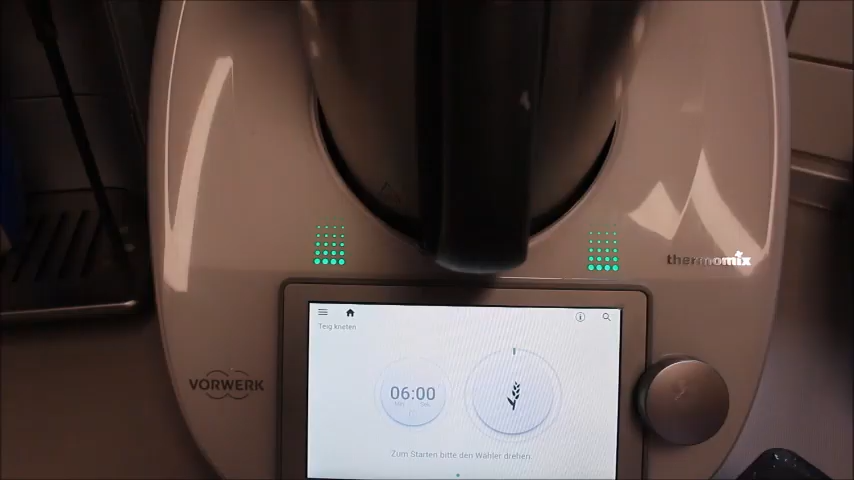 thermomix
Teig kneten
VORWERK
06:00
Zum Starten bitte den Wähler drehen.